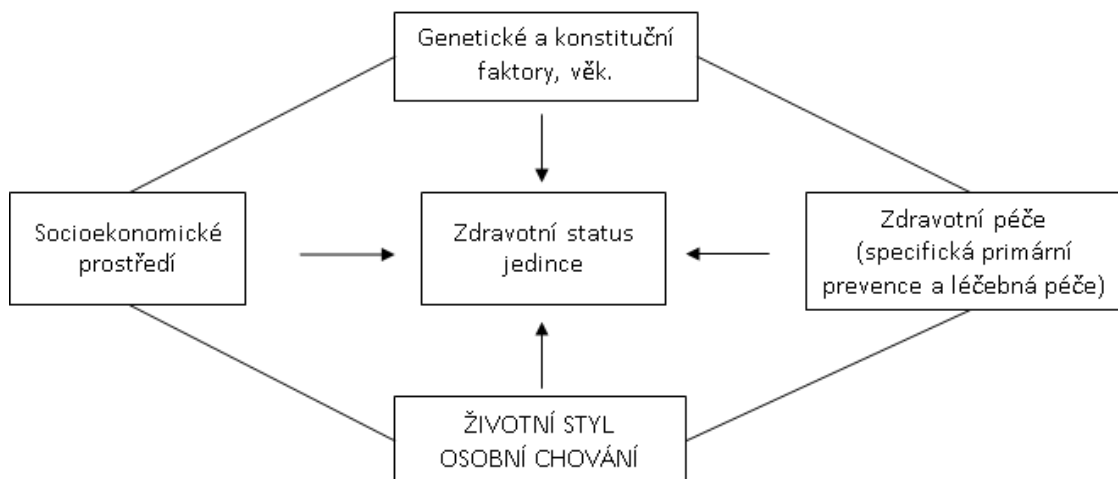 Genetické a konstituční
faktory, věk.
Socioekonomické
prostředí
Zdravotní status
jedince
Zdravotní péče
(specifická primární
prevence a léčebná péče)
ŽIVOTNÍ STYL
OSOBNÍ CHOVÁNÍ